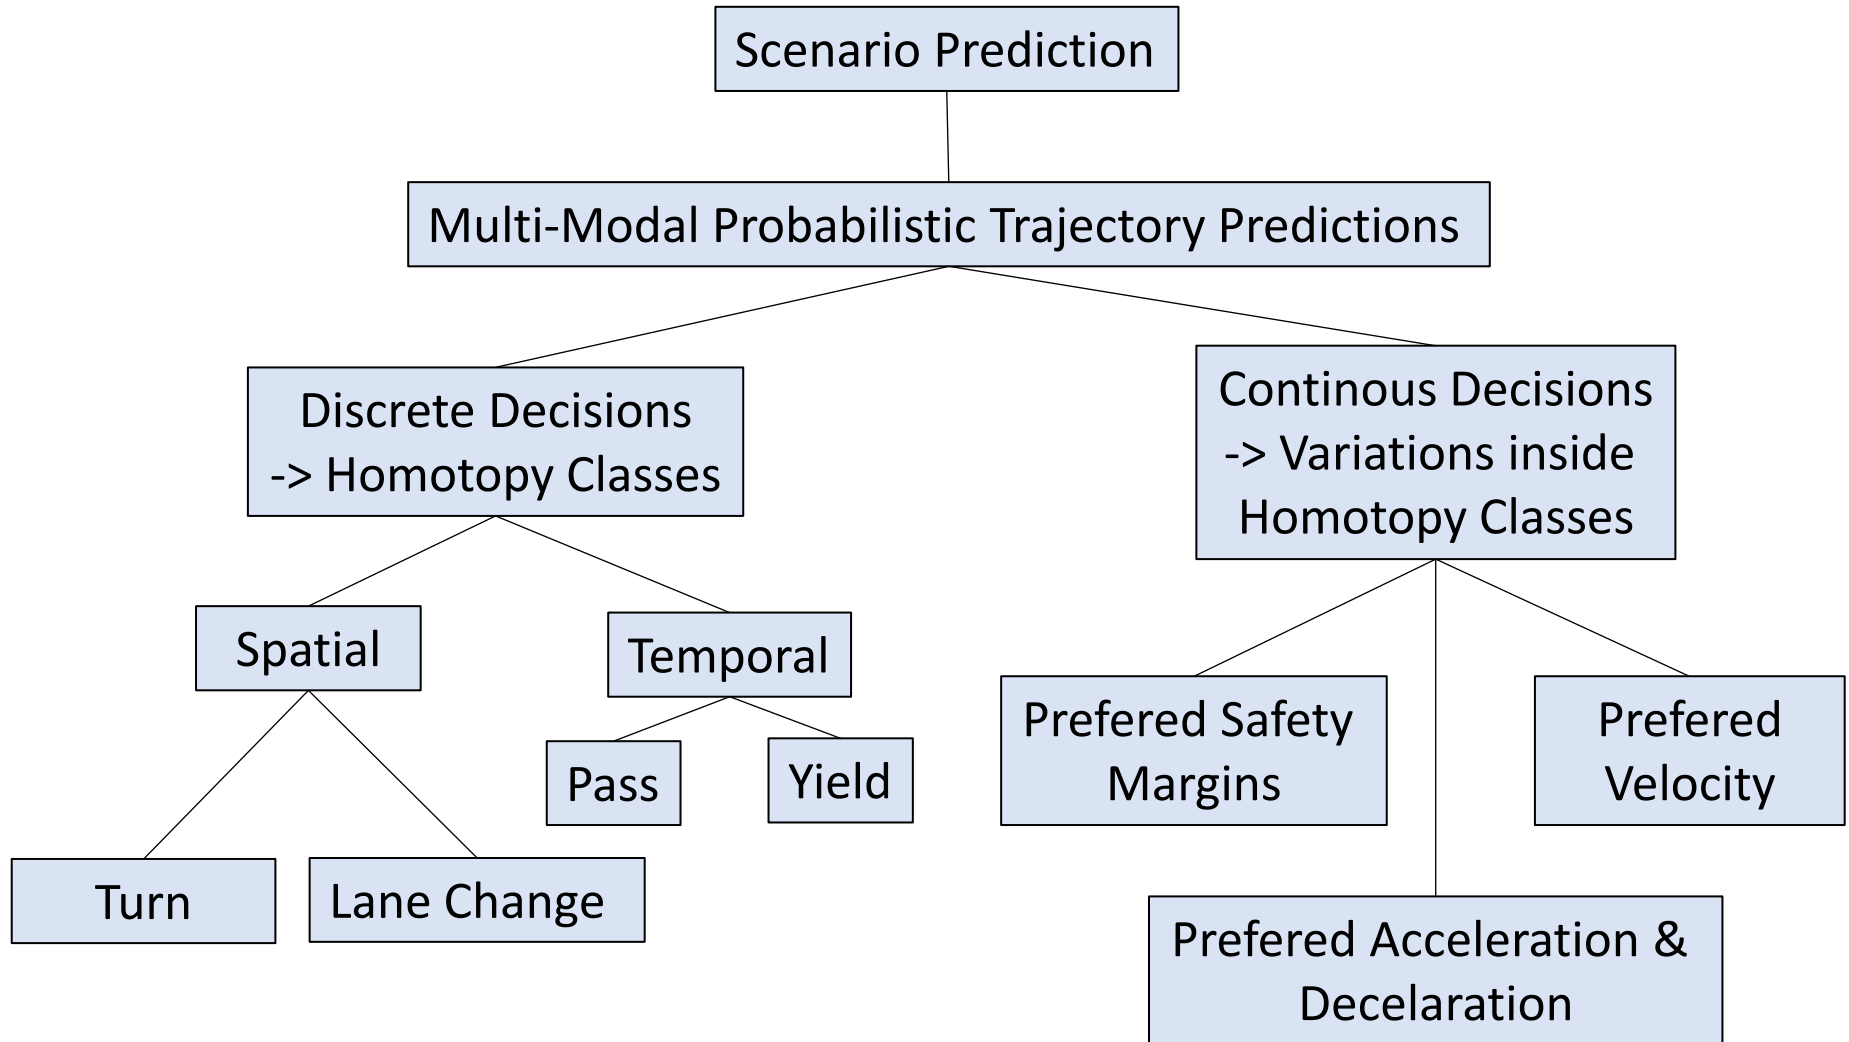 Scenario Prediction
Multi-Modal Probabilistic Trajectory Predictions
Discrete Decisions
-> Homotopy Classes
Continous Decisions
-> Variations inside
Homotopy Classes
Spatial
Temporal
Pass
Yield
Turn
Lane Change
Prefered Safety
Margins
Prefered
Velocity
Prefered Acceleration &
Decelaration